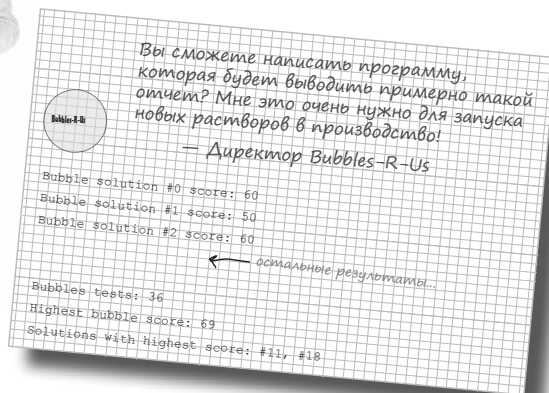 Вы сможете написать программу,
которая будет выводить примерно такой
отчет? Мне это очень нужно для запуска
новых растворов в производство!
— Директор Bubbles-R-Us
Bubbles-R-Us
Bubble solution #0 score: 60
Bubble solution #1 score: 50
Bubble solution #2 score: 60
остальные результаты...
Bubbles tests: 36
Highest bubble score: 69
Solutions with highest score: #11, #18